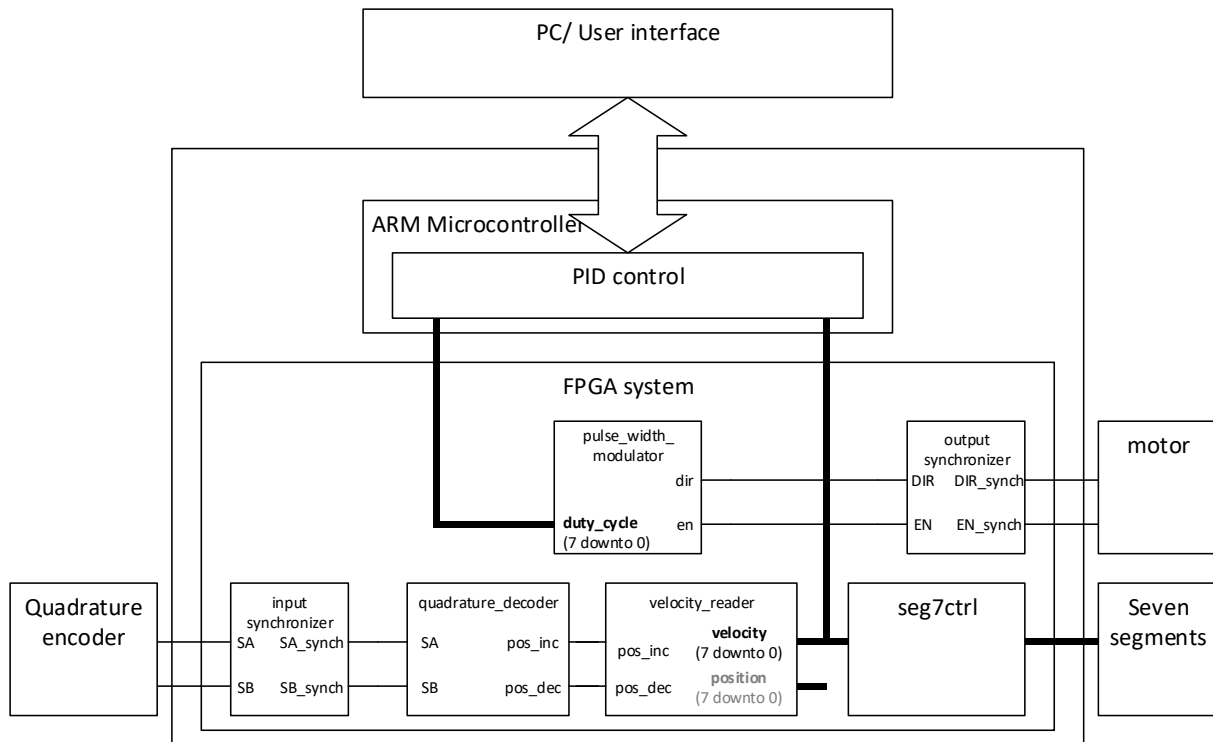 PC/ User interface
ARM Microcontroller
PID control
FPGA system
pulse_width_
modulator
dir
duty_cycle
(7 downto 0)
en
output
synchronizer
DIR
DIR_synch
EN
EN_synch
motor
Quadrature
encoder
input
synchronizer
SA
SA_synch
SB
SB_synch
quadrature_decoder
SA
pos_inc
SB
pos_dec
velocity_reader
pos_inc
velocity
(7 downto 0)
pos_dec
position
(7 downto 0)
seg7ctrl
Seven
segments